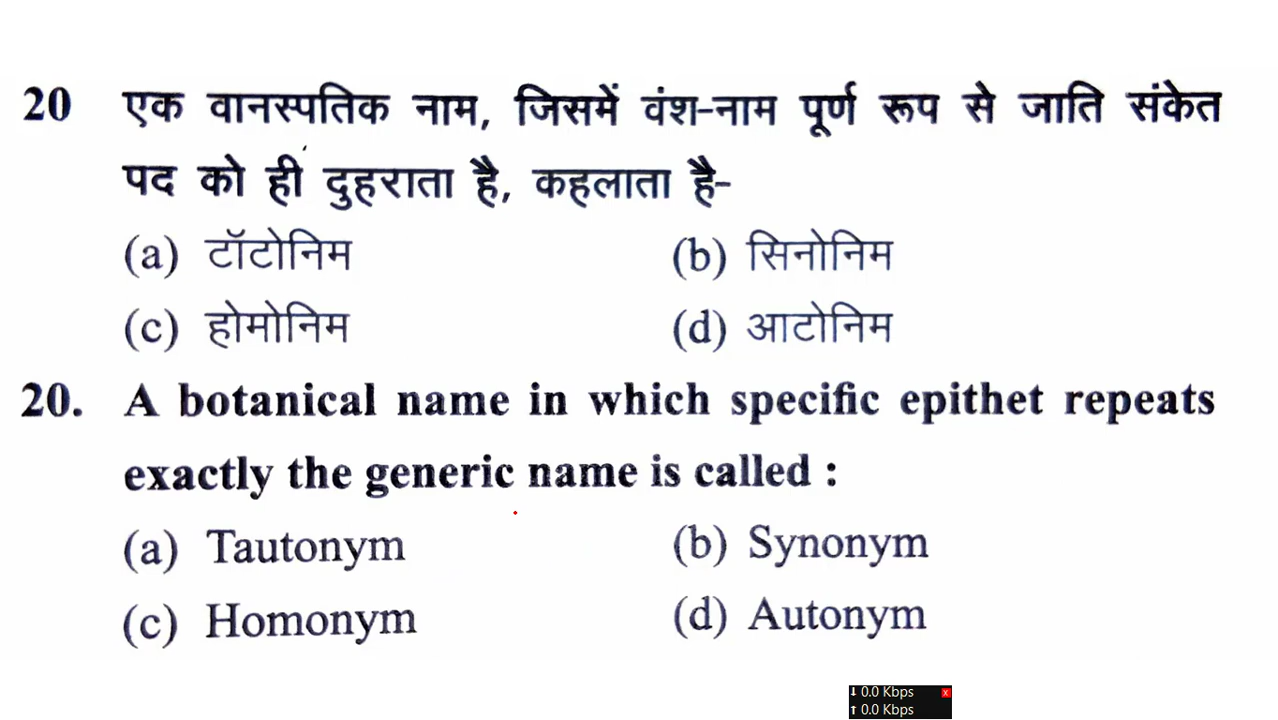 20 एक वानस्पतिक नाम, जिसमें वंश-नाम पूर्ण रूप से जाति संकेत
पद को ही दुहराता है, कहलाता है-
(a) टॉटोनिम (b) सिनोनिम
(c) होमोनिम (d) आटोनिम
20. A botanical name in which specific epithet repeats
exactly the generic name is called :
(a) Tautonym (b) Synonym
(c) Homonym (d) Autonym
↓ 0.0 Kbps x
↑ 0.0 Kbps